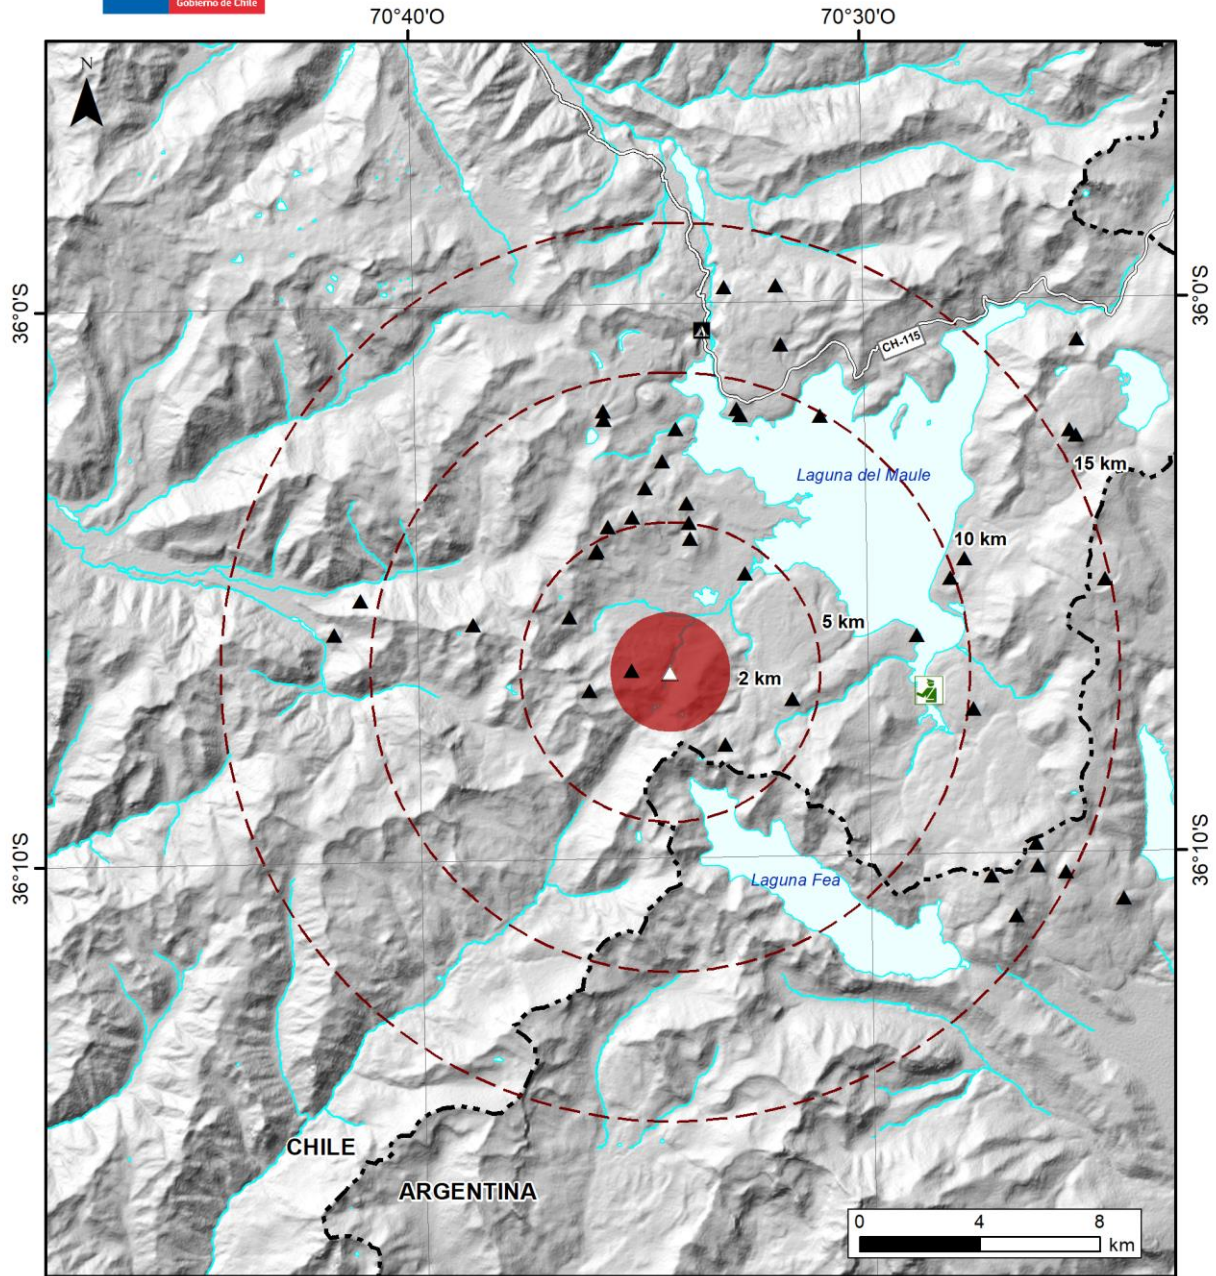 Gobierno de Chile
70°40'O
70°30'O
N
36°0'S
36°0'S
CH-115
15 km
Laguna del Maule
10 km
5 km
2 km
36°10'S
36°10'S
Laguna Fea
CHILE
ARGENTINA
0 4 8
km